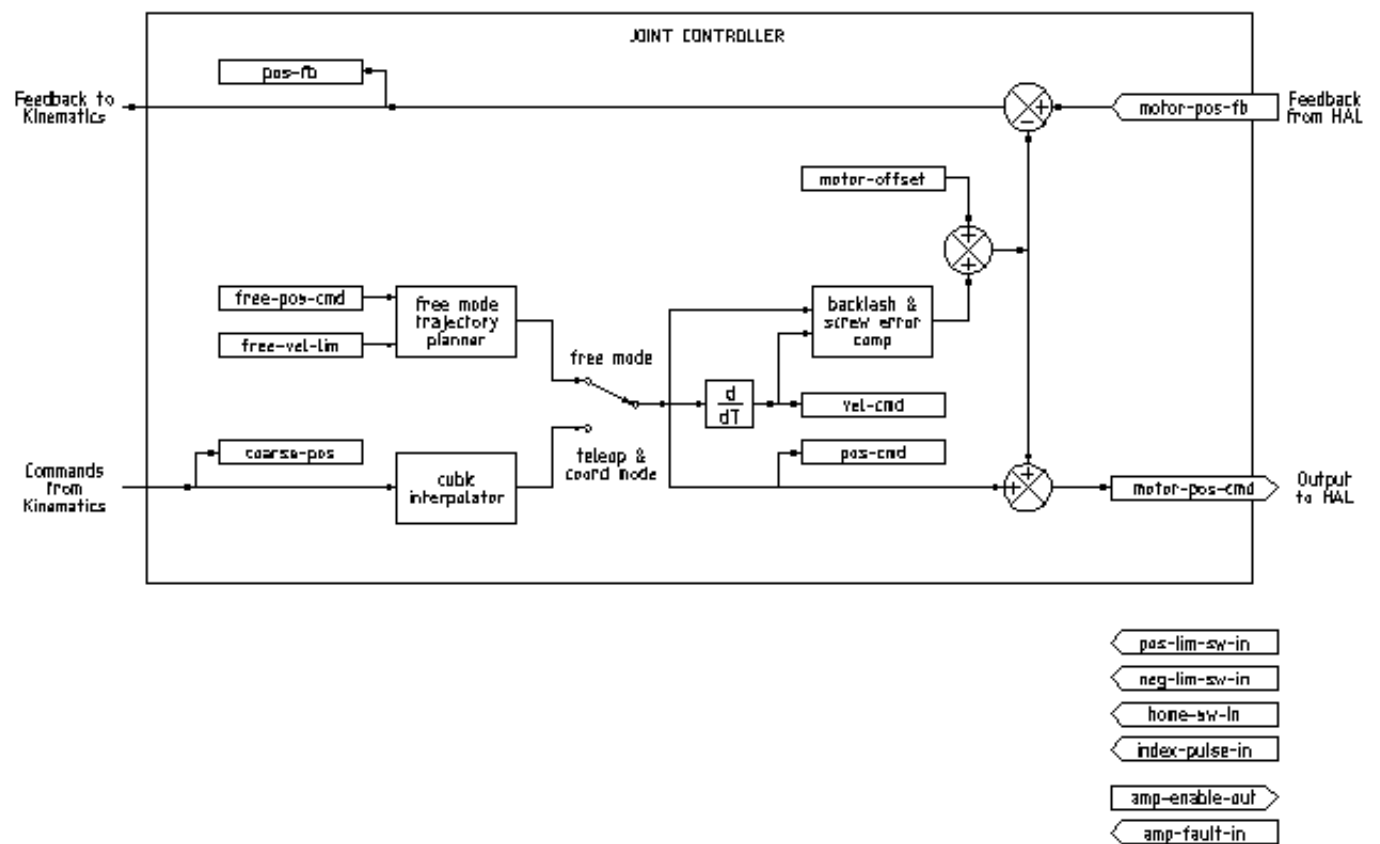 JOINT CONTROLLER
pos-fb
Feedback to
Kinematics
motor-pos-fb
Feedback
from HAL
motor-offset
free-pos-cmd
free-vel-lim
free mode
trajectory
planner
free mode
backlash &
screw error
comp
d
dT
vel-cmd
pos-cmd
coarse-pos
teleop &
coord mode
Commands
from
Kinematics
cubic
interpolator
motor-pos-cmd
Output
to HAL
+
-
+
+
+
+
pos-lim-sw-in
neg-lim-sw-in
home-sw-in
index-pulse-in
amp-enable-out
amp-fault-in